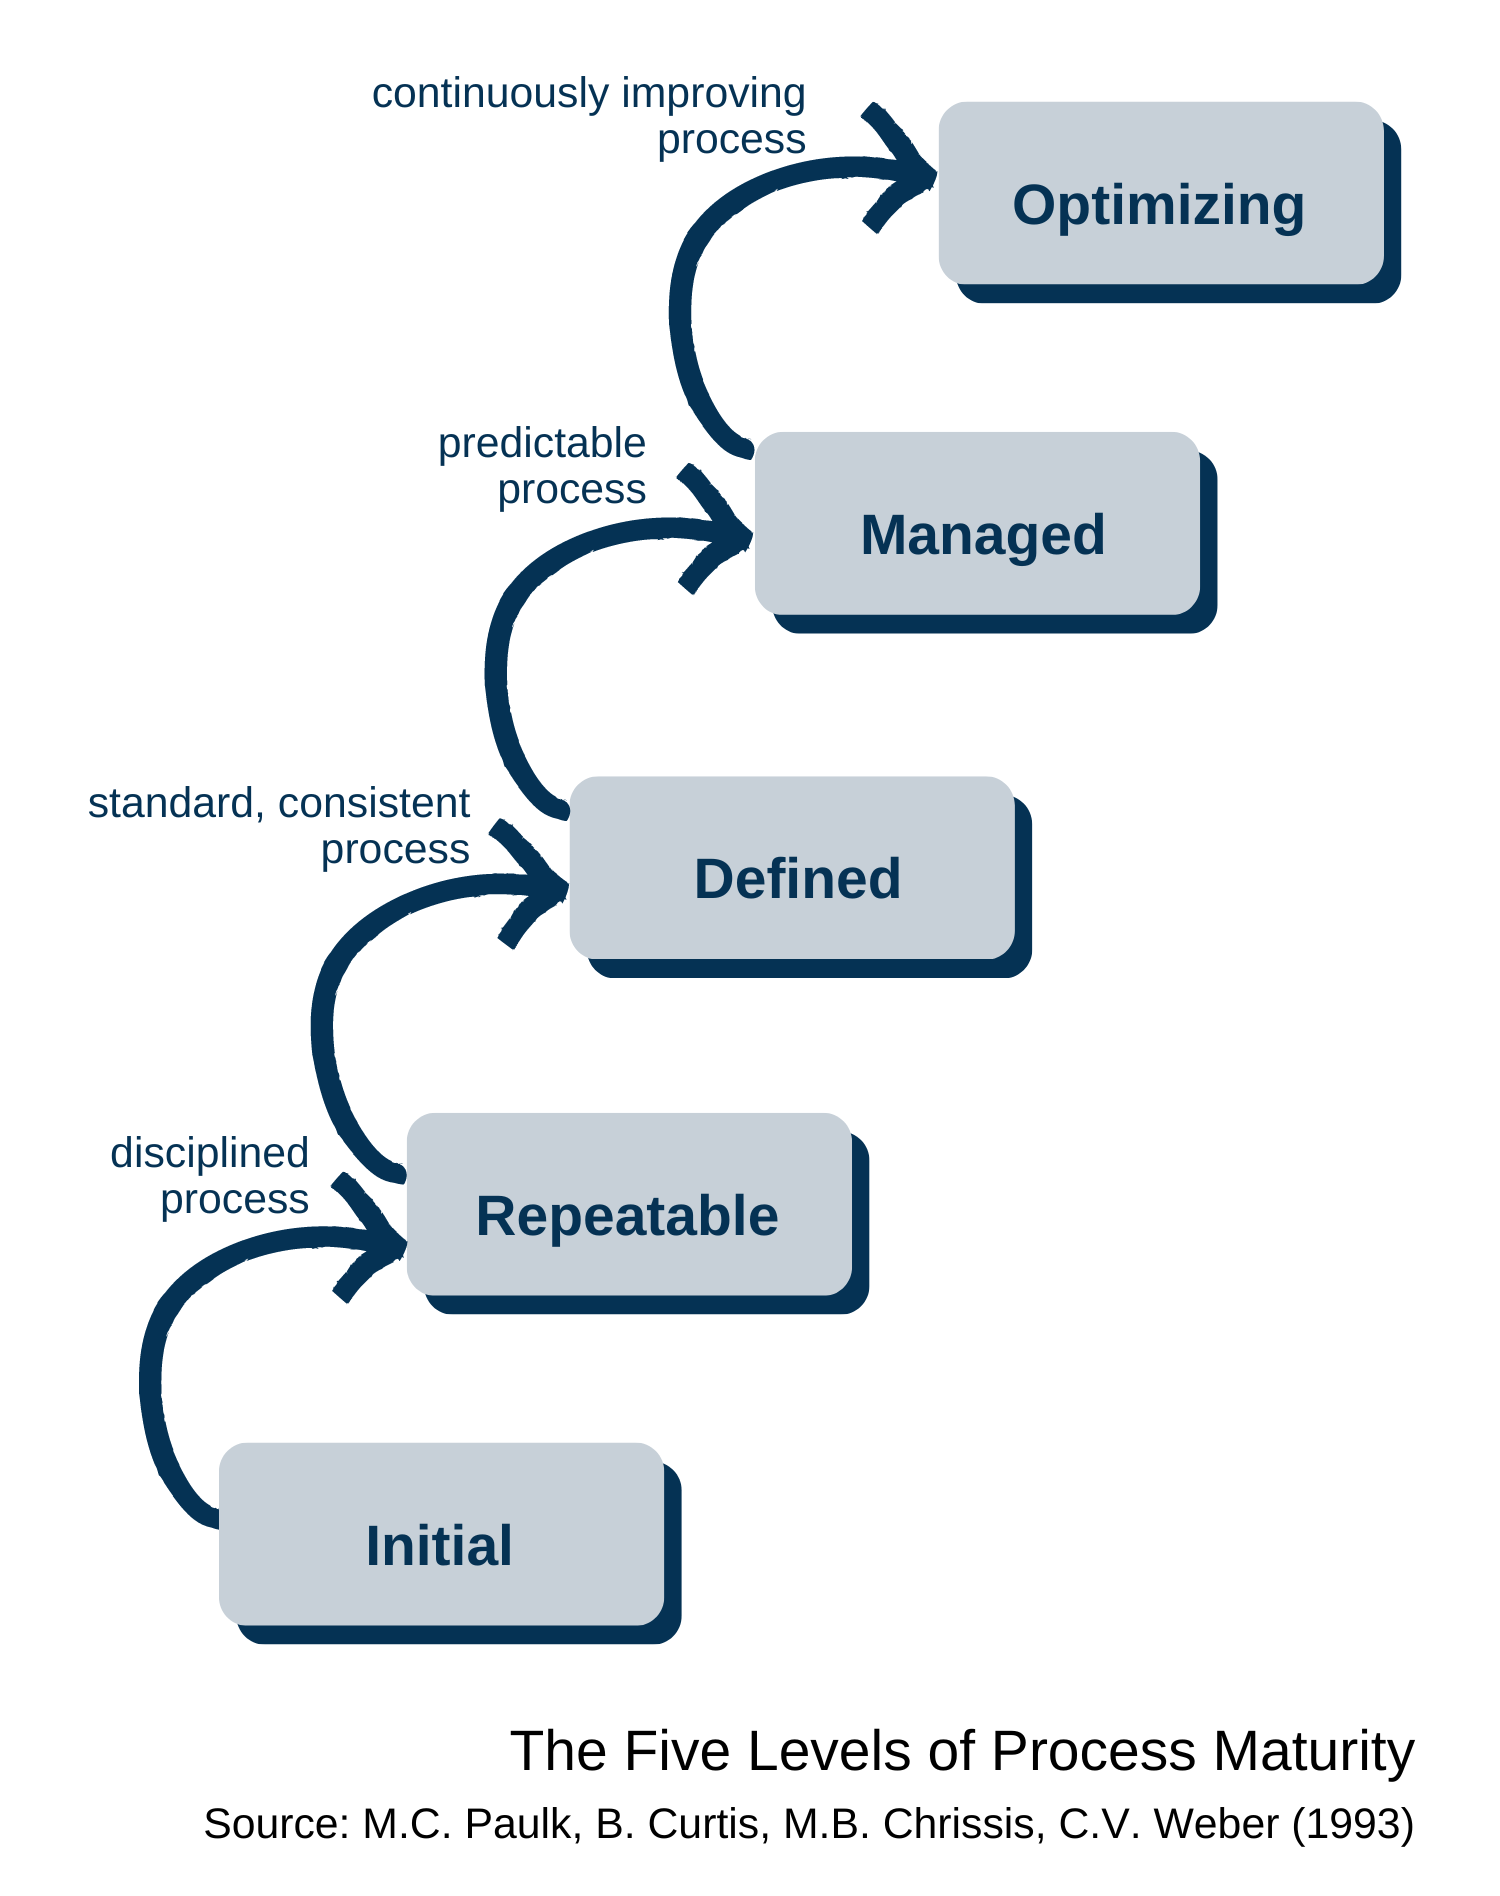 continuously improving
process
Optimizing
predictable
process
Managed
standard, consistent
process
Defined
disciplined
process
Repeatable
Initial
The Five Levels of Process Maturity
Source: M.C. Paulk, B. Curtis, M.B. Chrissis, C.V. Weber (1993)